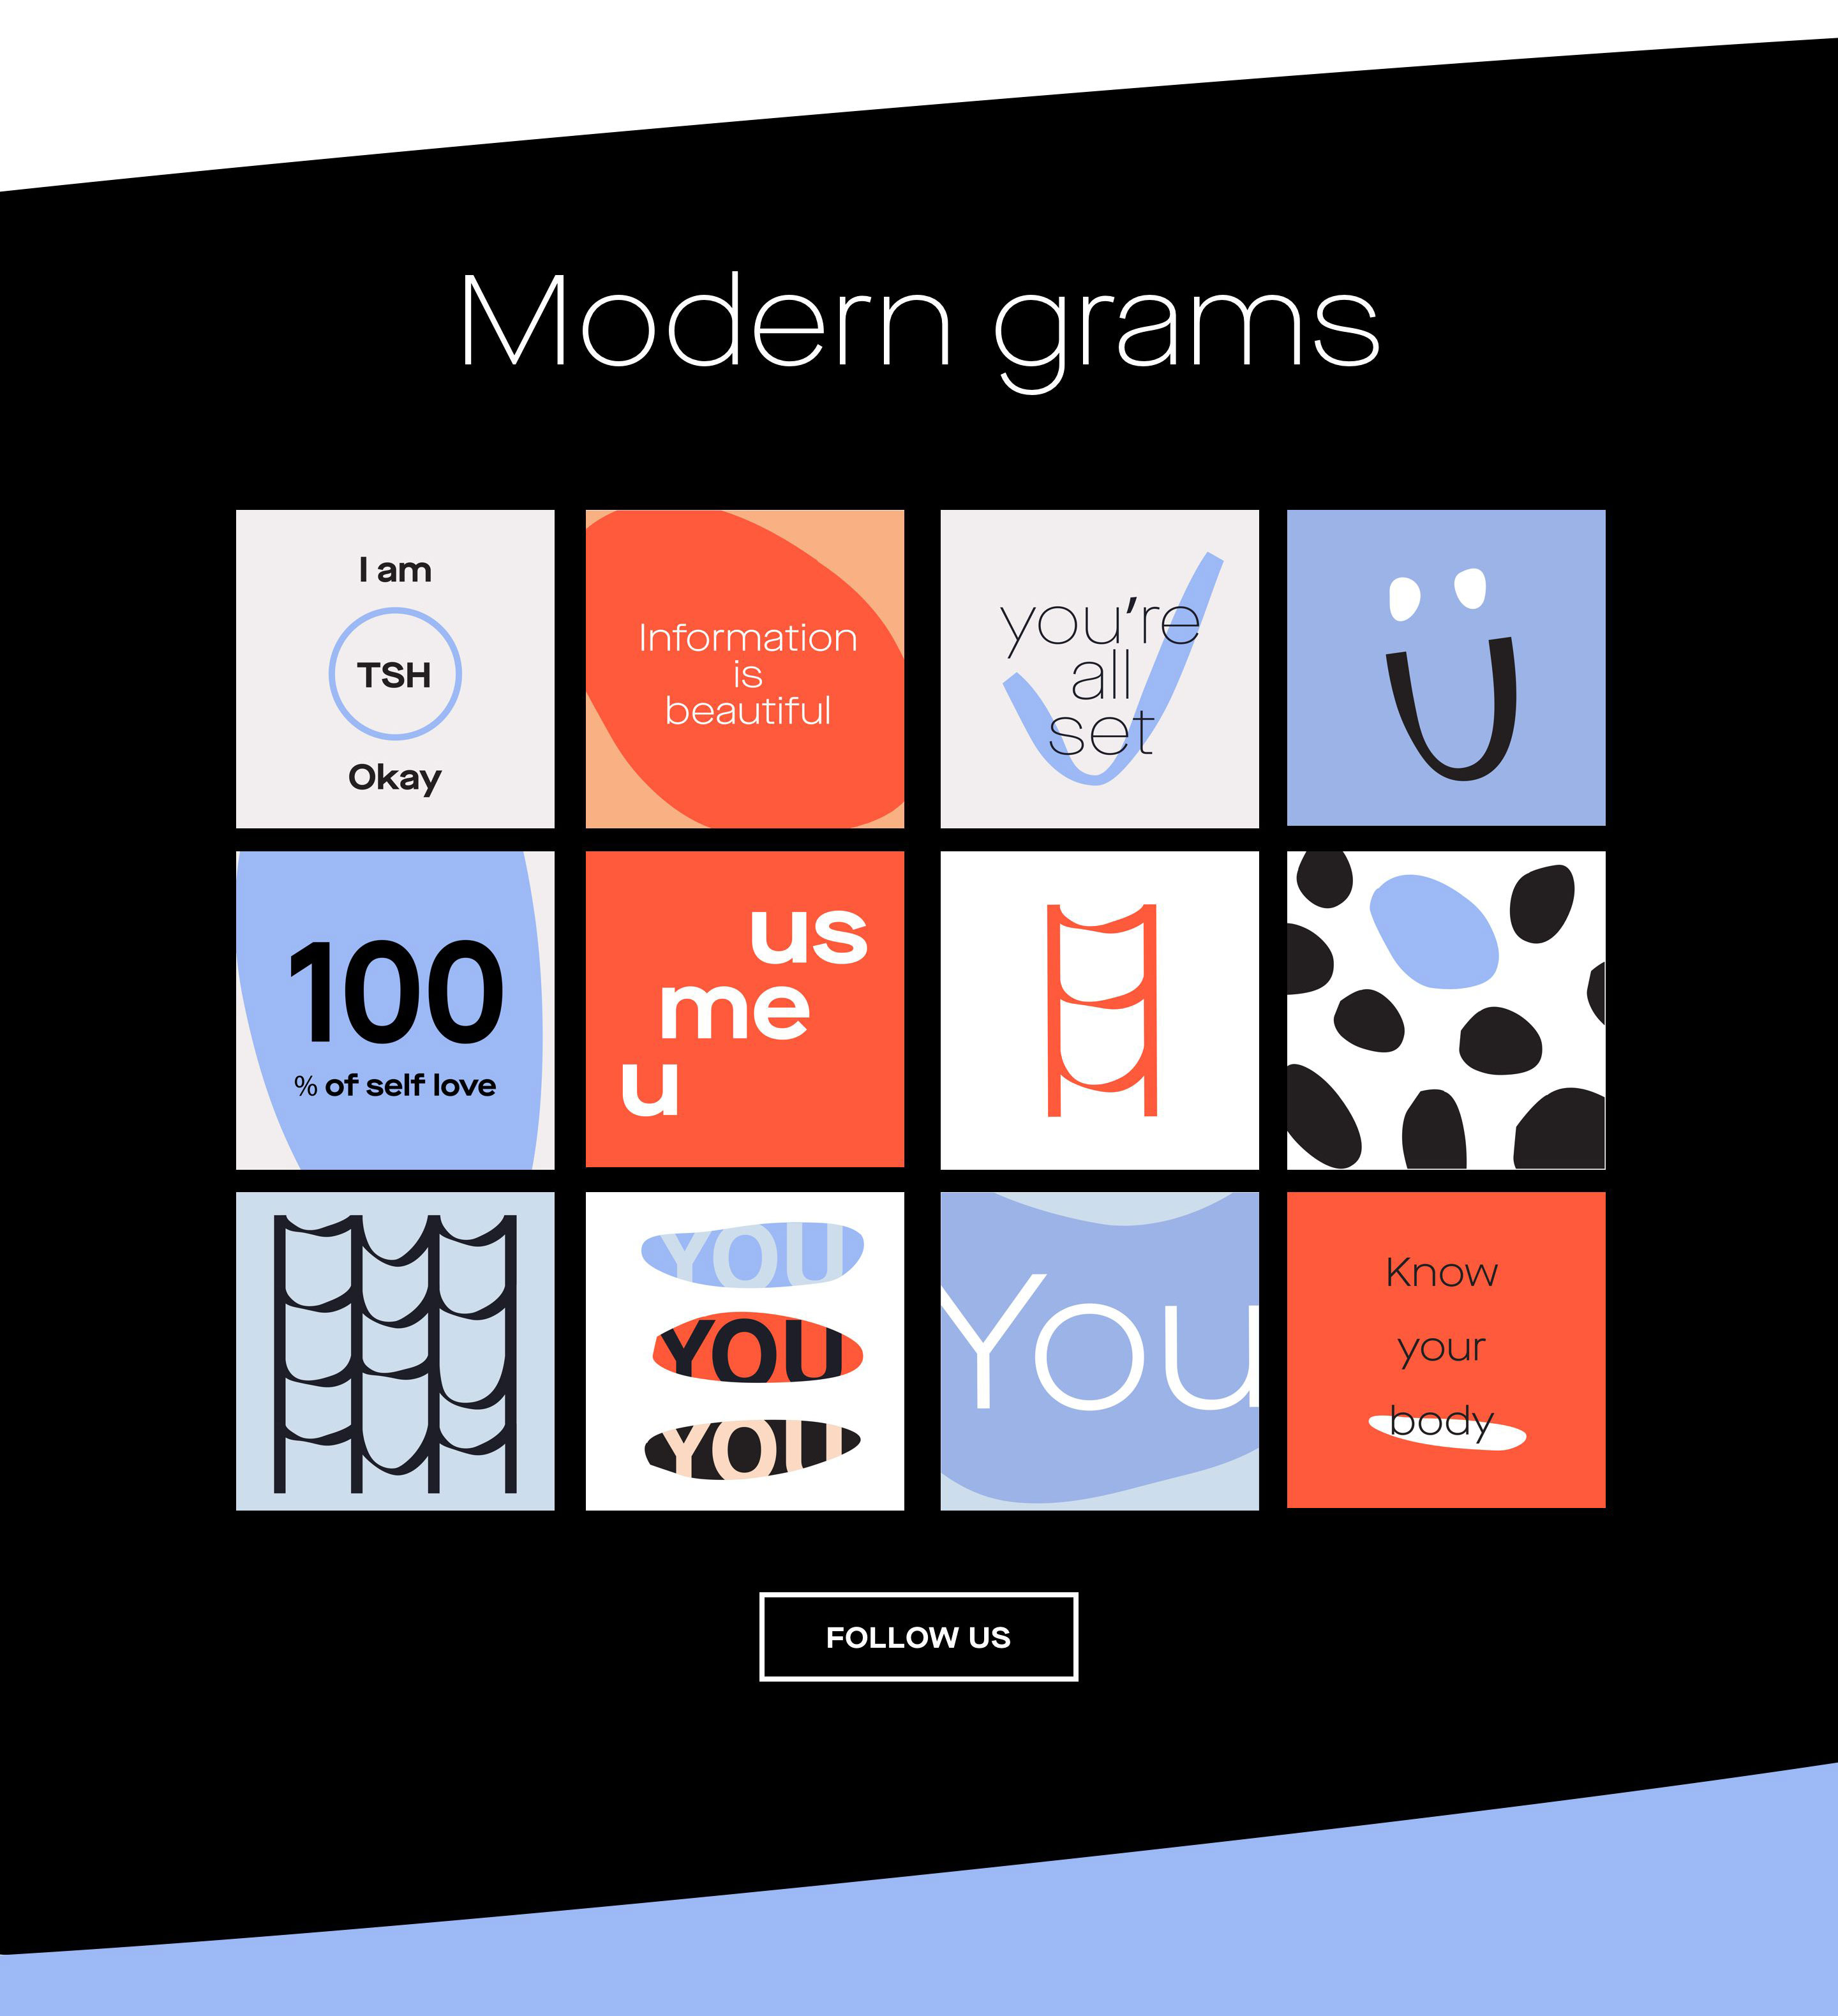 Modern grams
I am
TSH
Okay
Information
is
beautiful
you're
all
set
100
% of self love
us
me
u
YOU
YOU
YOU
You
Know
your
body
FOLLOW US